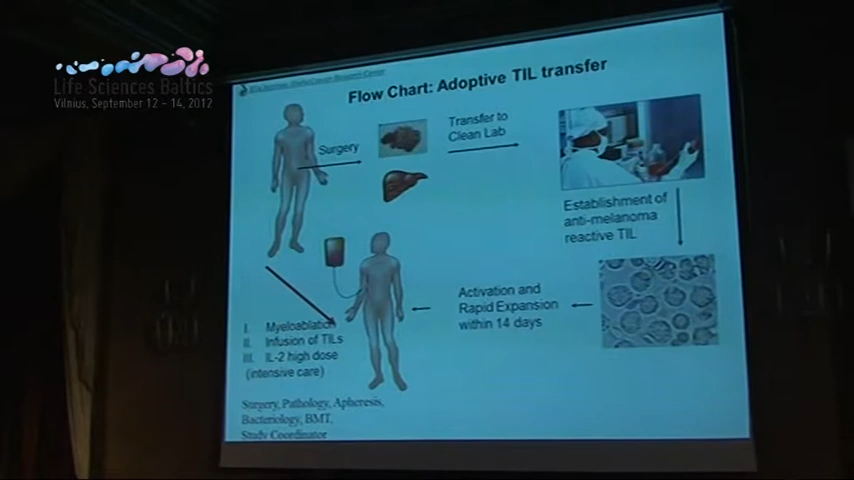 Life Sciences Baltics
Vilnius, September 12 - 14, 2012
Flow Chart: Adoptive TIL transfer
Surgery
Transfer to
Clean Lab
Establishment of
anti-melanoma
reactive TIL
Activation and
Rapid Expansion
within 14 days
I. Myeloablation
II. Infusion of TILs
III. IL-2 high dose
(intensive care)
Surgery, Pathology, Apheresis,
Bacteriology, BMT,
Study Coordinator